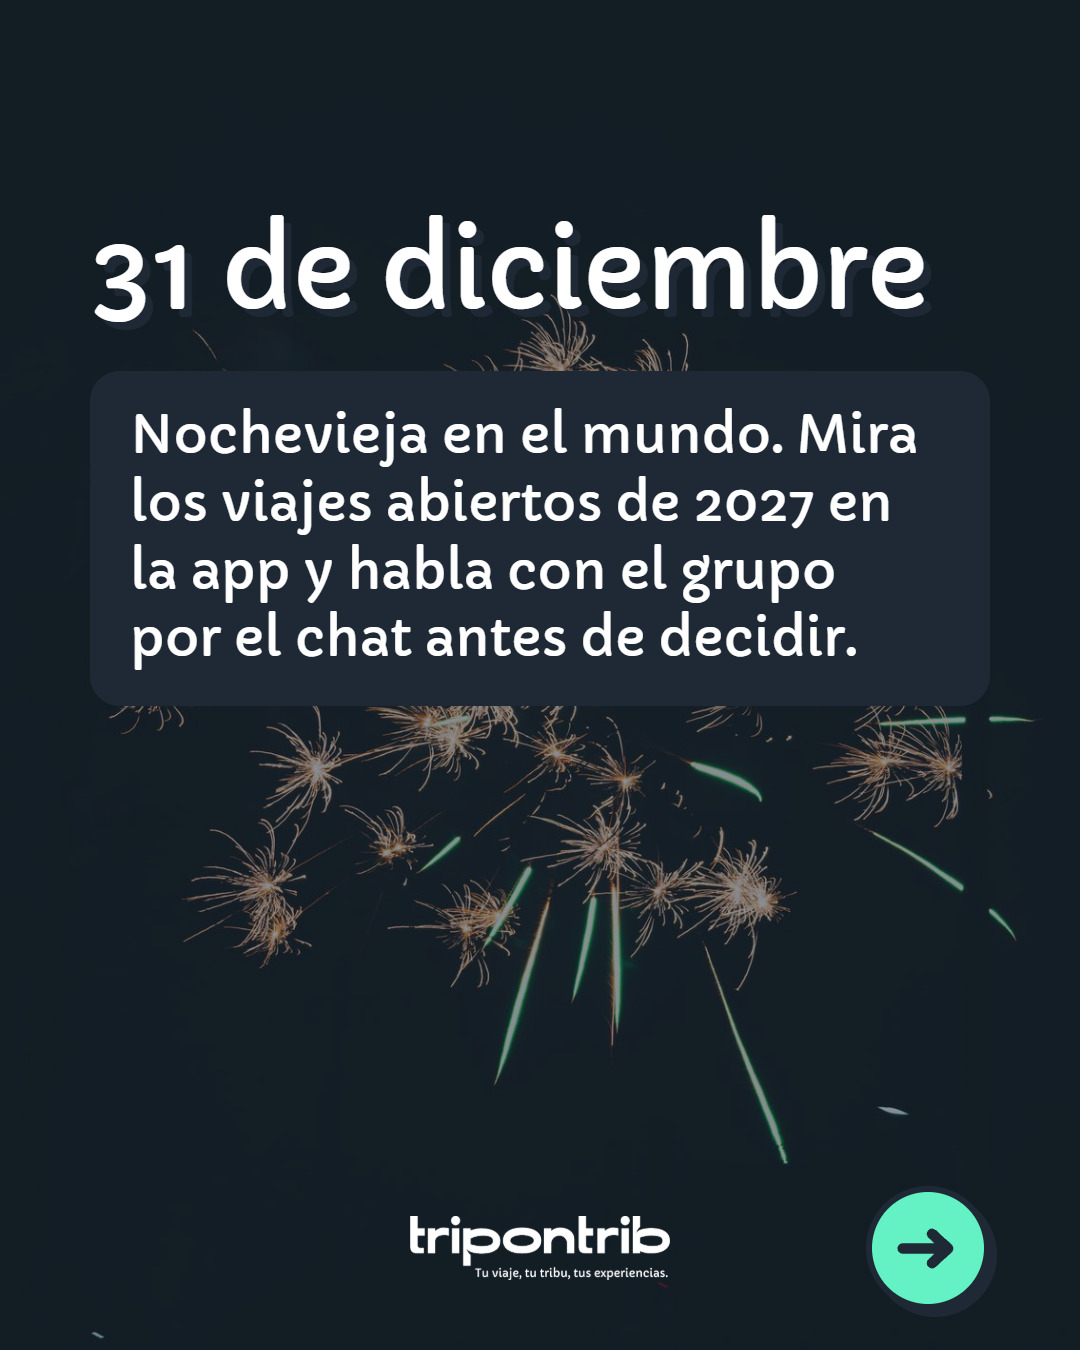 31 de diciembre
Nochevieja en el mundo. Mira
los viajes abiertos de 2027 en
la app y habla con el grupo
por el chat antes de decidir.
tripontrib
Tu viaje, tu tribu, tus experiencias.